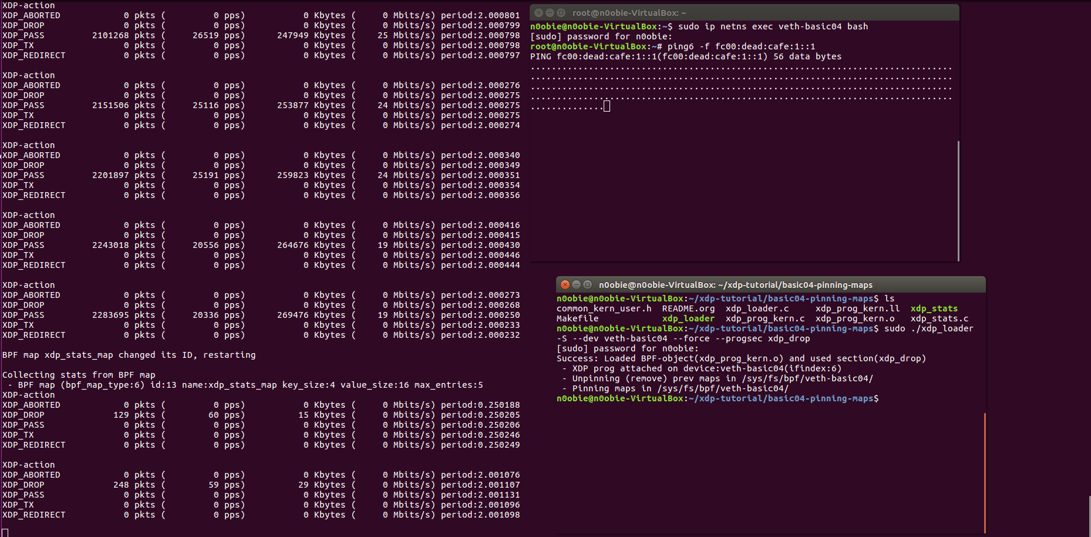 XDP-action
XDP_ABORTED 0 pkts ( 0 pps) 0 Kbytes ( 0 Mbits/s) period:2.000801
XDP_DROP 0 pkts ( 0 pps) 0 Kbytes ( 0 Mbits/s) period:2.000799
XDP_PASS 2101268 pkts ( 26519 pps) 247949 Kbytes ( 25 Mbits/s) period:2.000798
XDP_TX 0 pkts ( 0 pps) 0 Kbytes ( 0 Mbits/s) period:2.000798
XDP_REDIRECT 0 pkts ( 0 pps) 0 Kbytes ( 0 Mbits/s) period:2.000797
XDP-action
XDP_ABORTED 0 pkts ( 0 pps) 0 Kbytes ( 0 Mbits/s) period:2.000276
XDP_DROP 0 pkts ( 0 pps) 0 Kbytes ( 0 Mbits/s) period:2.000275
XDP_PASS 2151506 pkts ( 25116 pps) 253877 Kbytes ( 24 Mbits/s) period:2.000275
XDP_TX 0 pkts ( 0 pps) 0 Kbytes ( 0 Mbits/s) period:2.000275
XDP_REDIRECT 0 pkts ( 0 pps) 0 Kbytes ( 0 Mbits/s) period:2.000274
XDP-action
XDP_ABORTED 0 pkts ( 0 pps) 0 Kbytes ( 0 Mbits/s) period:2.000340
XDP_DROP 0 pkts ( 0 pps) 0 Kbytes ( 0 Mbits/s) period:2.000349
XDP_PASS 2201897 pkts ( 25191 pps) 259823 Kbytes ( 24 Mbits/s) period:2.000351
XDP_TX 0 pkts ( 0 pps) 0 Kbytes ( 0 Mbits/s) period:2.000354
XDP_REDIRECT 0 pkts ( 0 pps) 0 Kbytes ( 0 Mbits/s) period:2.000356
XDP-action
XDP_ABORTED 0 pkts ( 0 pps) 0 Kbytes ( 0 Mbits/s) period:2.000416
XDP_DROP 0 pkts ( 0 pps) 0 Kbytes ( 0 Mbits/s) period:2.000415
XDP_PASS 2243018 pkts ( 20556 pps) 264676 Kbytes ( 19 Mbits/s) period:2.000430
XDP_TX 0 pkts ( 0 pps) 0 Kbytes ( 0 Mbits/s) period:2.000446
XDP_REDIRECT 0 pkts ( 0 pps) 0 Kbytes ( 0 Mbits/s) period:2.000444
XDP-action
XDP_ABORTED 0 pkts ( 0 pps) 0 Kbytes ( 0 Mbits/s) period:2.000273
XDP_DROP 0 pkts ( 0 pps) 0 Kbytes ( 0 Mbits/s) period:2.000268
XDP_PASS 2283695 pkts ( 20336 pps) 269476 Kbytes ( 19 Mbits/s) period:2.000250
XDP_TX 0 pkts ( 0 pps) 0 Kbytes ( 0 Mbits/s) period:2.000233
XDP_REDIRECT 0 pkts ( 0 pps) 0 Kbytes ( 0 Mbits/s) period:2.000232
BPF map xdp_stats_map changed its ID, restarting
Collecting stats from BPF map
- BPF map (bpf_map_type:6) id:13 name:xdp_stats_map key_size:4 value_size:16 max_entries:5
XDP-action
XDP_ABORTED 0 pkts ( 0 pps) 0 Kbytes ( 0 Mbits/s) period:0.250188
XDP_DROP 129 pkts ( 60 pps) 15 Kbytes ( 0 Mbits/s) period:0.250205
XDP_PASS 0 pkts ( 0 pps) 0 Kbytes ( 0 Mbits/s) period:0.250206
XDP_TX 0 pkts ( 0 pps) 0 Kbytes ( 0 Mbits/s) period:0.250246
XDP_REDIRECT 0 pkts ( 0 pps) 0 Kbytes ( 0 Mbits/s) period:0.250249
XDP-action
XDP_ABORTED 0 pkts ( 0 pps) 0 Kbytes ( 0 Mbits/s) period:2.001076
XDP_DROP 248 pkts ( 59 pps) 29 Kbytes ( 0 Mbits/s) period:2.001107
XDP_PASS 0 pkts ( 0 pps) 0 Kbytes ( 0 Mbits/s) period:2.001131
XDP_TX 0 pkts ( 0 pps) 0 Kbytes ( 0 Mbits/s) period:2.001096
XDP_REDIRECT 0 pkts ( 0 pps) 0 Kbytes ( 0 Mbits/s) period:2.001098
root@n0obie-VirtualBox: ~
n0obie@n0obie-VirtualBox:~$ sudo ip netns exec veth-basic04 bash
[sudo] password for n0obie:
root@n0obie-VirtualBox:~# ping6 -f fc00:dead:cafe:1::1
PING fc00:dead:cafe:1::1(fc00:dead:cafe:1::1) 56 data bytes
................................................................................
................................................................................
................................................................................
................................................................................
..............
n0obie@n0obie-VirtualBox: ~/xdp-tutorial/basic04-pinning-maps
n0obie@n0obie-VirtualBox:~/xdp-tutorial/basic04-pinning-maps$ ls
common_kern_user.h README.org xdp_loader.c xdp_prog_kern.ll xdp_stats
Makefile xdp_loader xdp_prog_kern.c xdp_prog_kern.o xdp_stats.c
n0obie@n0obie-VirtualBox:~/xdp-tutorial/basic04-pinning-maps$ sudo ./xdp_loader
-S --dev veth-basic04 --force --progsec xdp_drop
[sudo] password for n0obie:
Success: Loaded BPF-object(xdp_prog_kern.o) and used section(xdp_drop)
- XDP prog attached on device:veth-basic04(ifindex:6)
- Unpinning (remove) prev maps in /sys/fs/bpf/veth-basic04/
- Pinning maps in /sys/fs/bpf/veth-basic04/
n0obie@n0obie-VirtualBox:~/xdp-tutorial/basic04-pinning-maps$